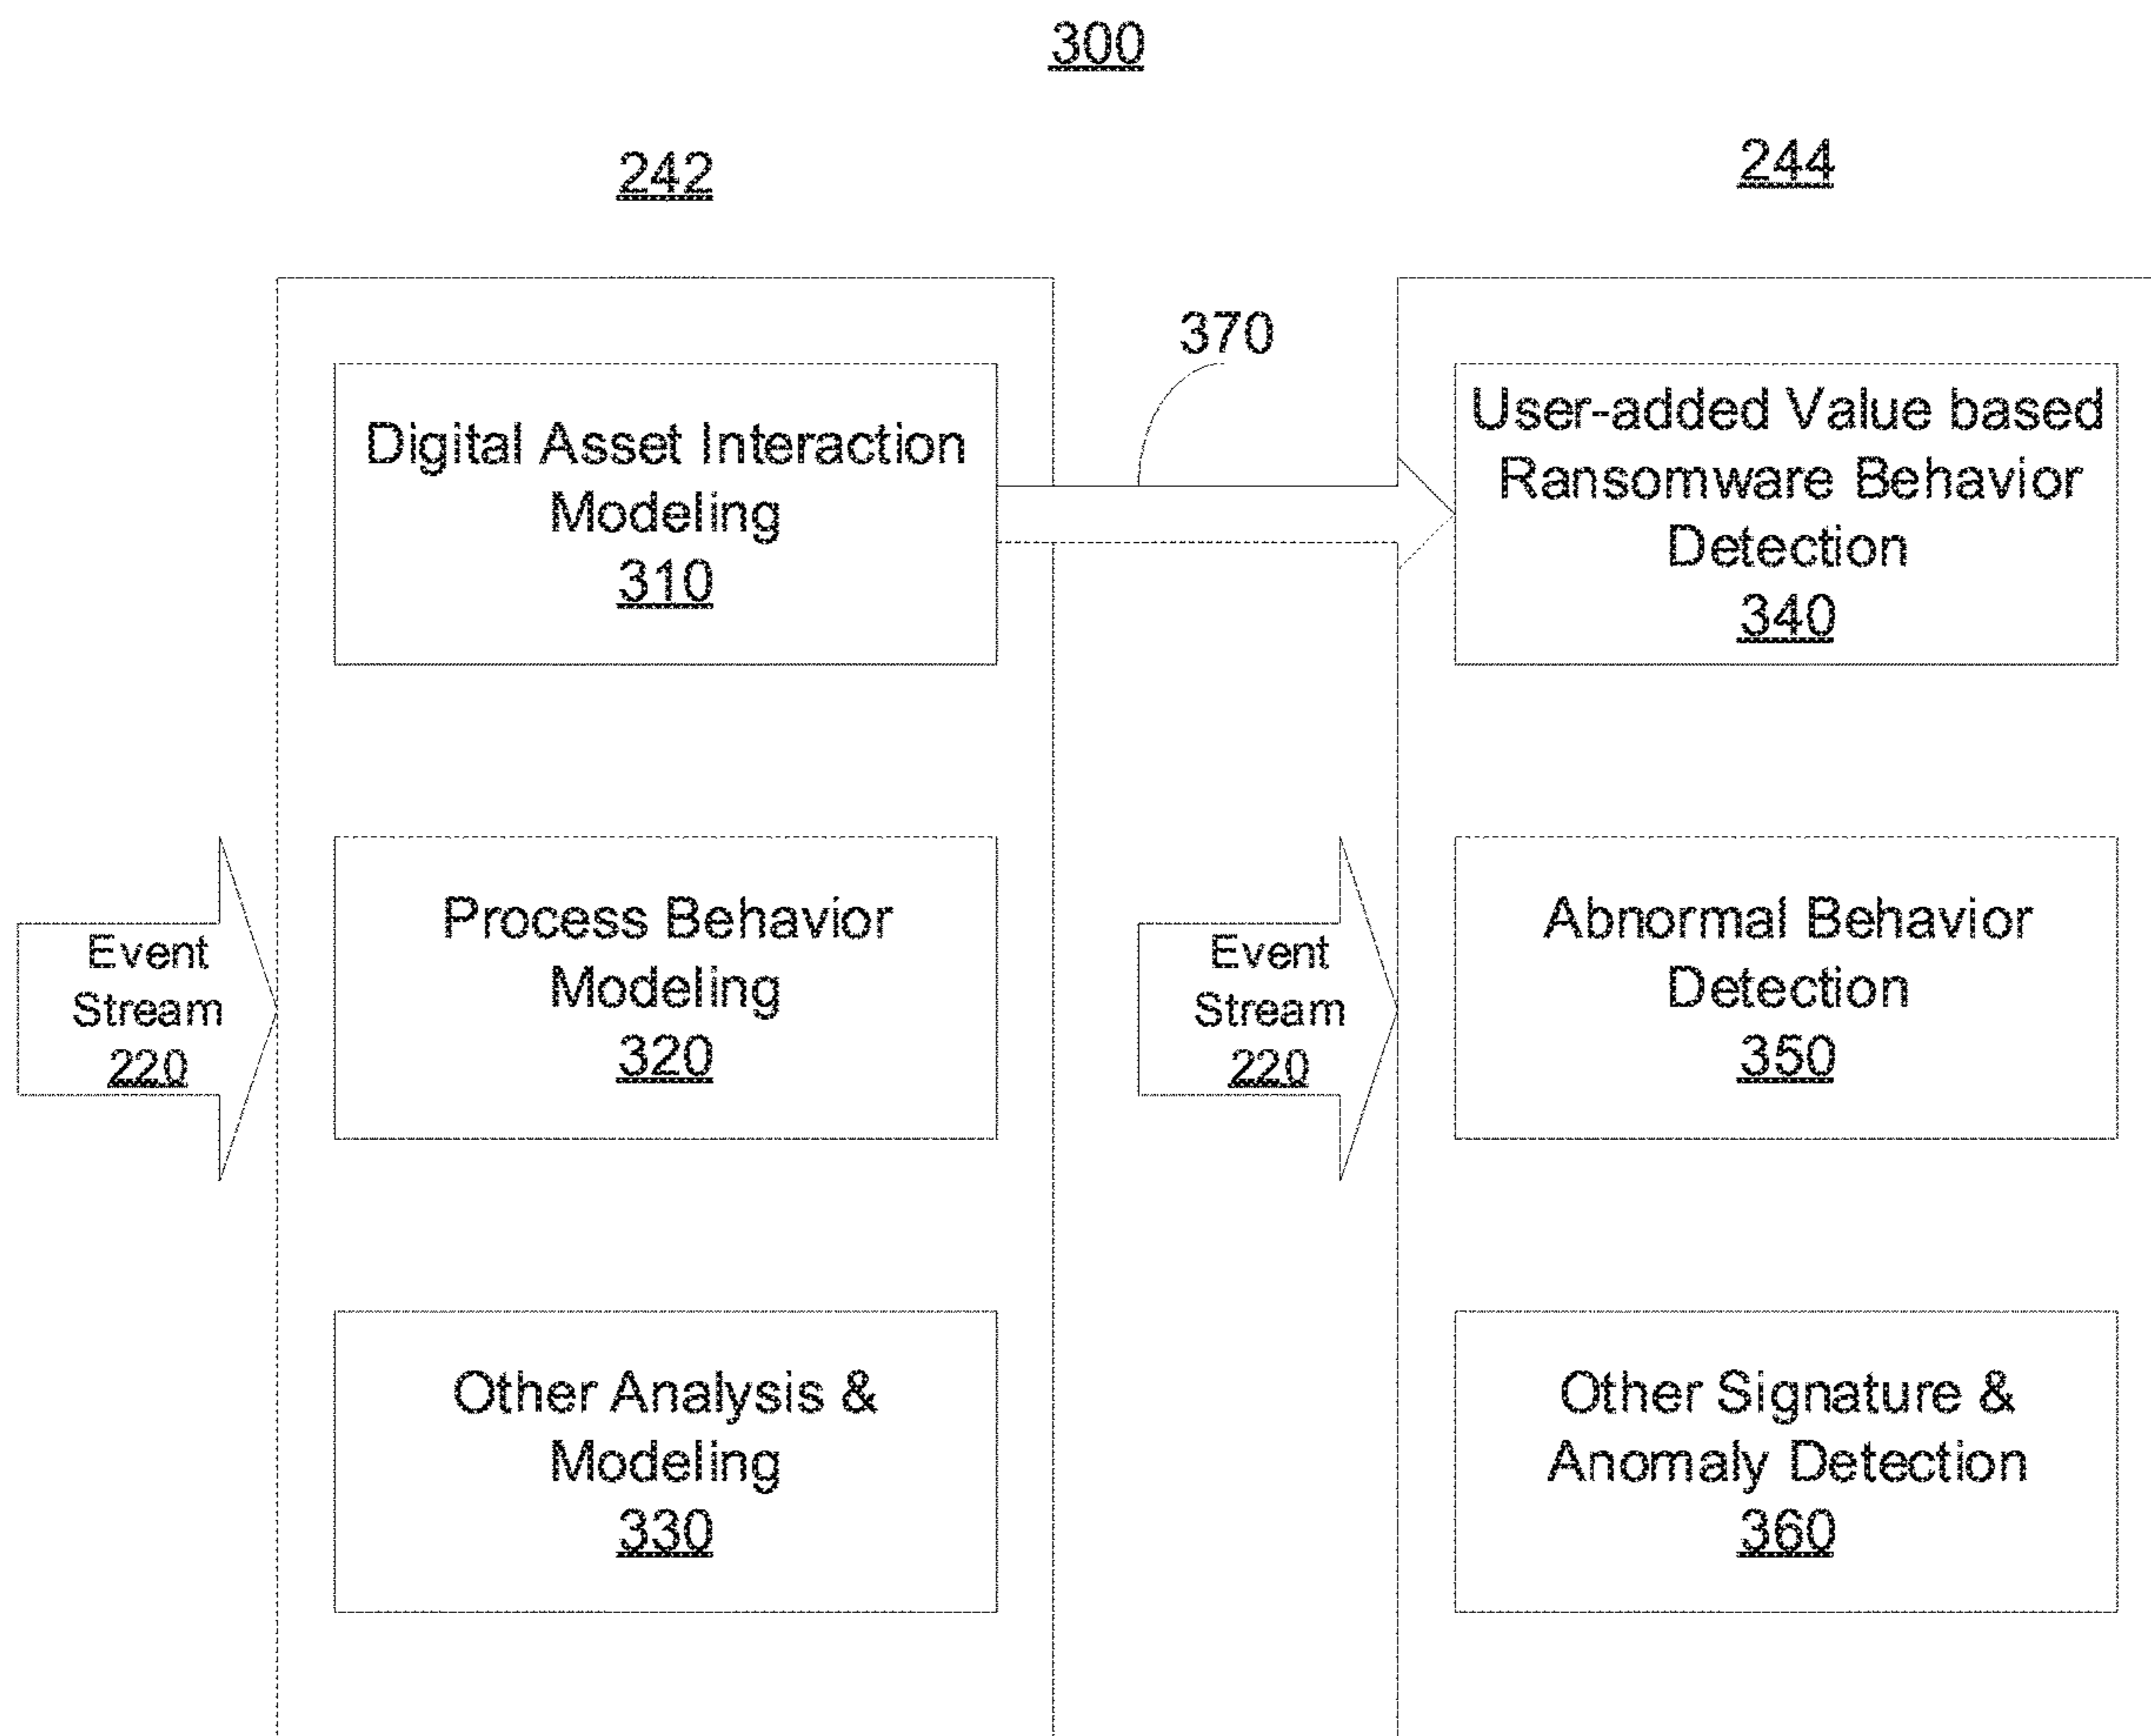 300
242
244
370
Digital Asset Interaction
Modeling
310
User-added Value based
Ransomware Behavior
Detection
340
Event
Stream
220
Process Behavior
Modeling
320
Event
Stream
220
Abnormal Behavior
Detection
350
Other Analysis &
Modeling
330
Other Signature &
Anomaly Detection
360